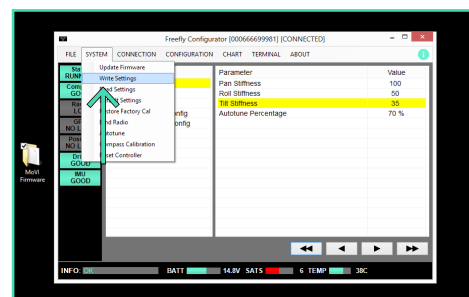 Freefly Configurator [000666699981] [CONNECTED]
FILE SYSTEM CONNECTION CONFIGURATION CHART TERMINAL ABOUT
Update Firmware
Write Settings
Settings
Settings
Restore Factory Cal
Radio
Autotune
Compass Calibration
Reset Controller
Parameter Value
Pan Stiffness 100
Roll Stiffness 50
Tilt Stiffness 35
Autotune Percentage 70 %
GOOD
IMU
GOOD
MoVI
Firmware
INFO: OK BATT 14.8V SATS 6 TEMP 38C